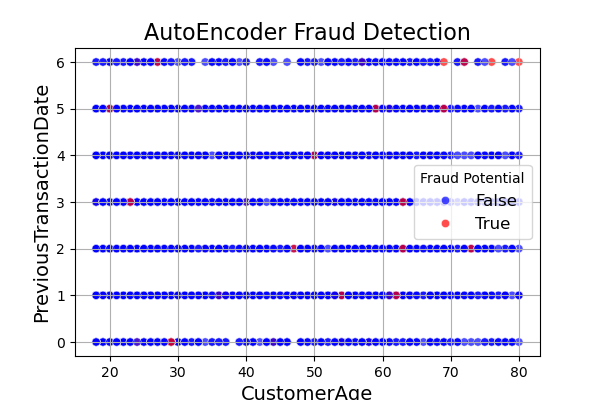 AutoEncoder Fraud Detection
PreviousTransactionDate
6
5
4
3
2
1
0
Fraud Potential
False
True
20 30 40 50 60 70 80
CustomerAge